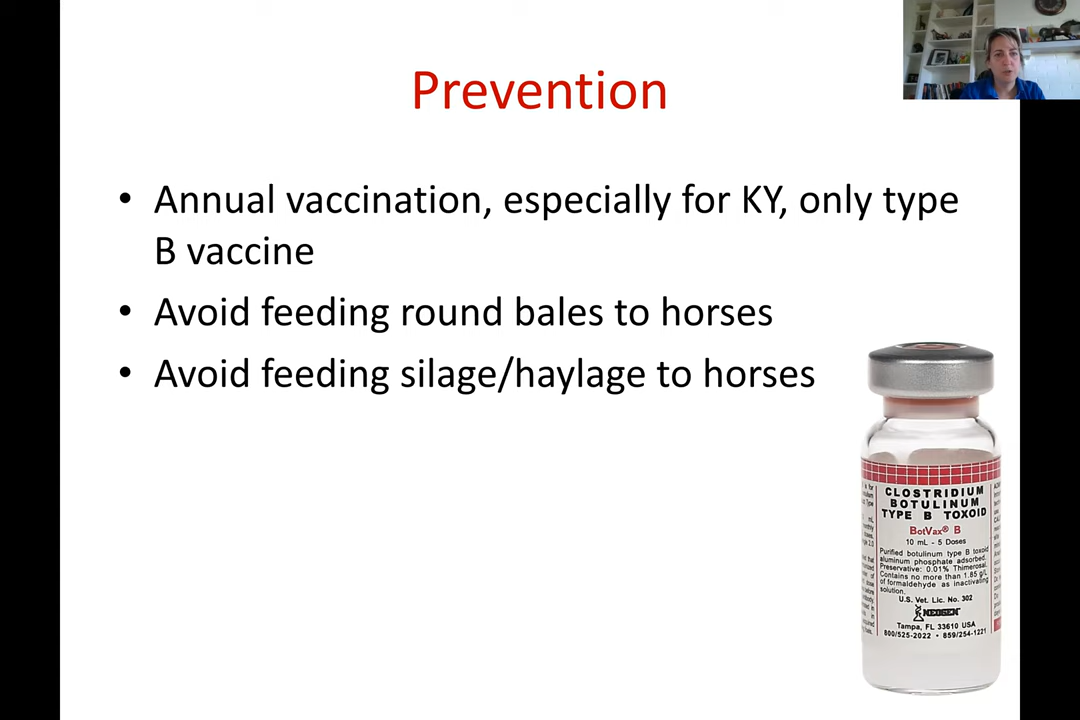 Prevention
• Annual vaccination, especially for KY, only type
B vaccine
• Avoid feeding round bales to horses
• Avoid feeding silage/haylage to horses
CLOSTRIDIUM
BOTULINUM
TYPE B TOXOID
BotVax® B
10 mL - 5 Doses
Purified botulinum type B toxoid
aluminum phosphate adsorbed.
Preservative: 0.01% Thimerosal.
Contains no more than 1.85 g/L
of formaldehyde as inactivating
solution.
U.S. Vet. Lic. No. 302
NEOGEN
Tampa, FL 33610 USA
800/525-2022 • 859/254-1221